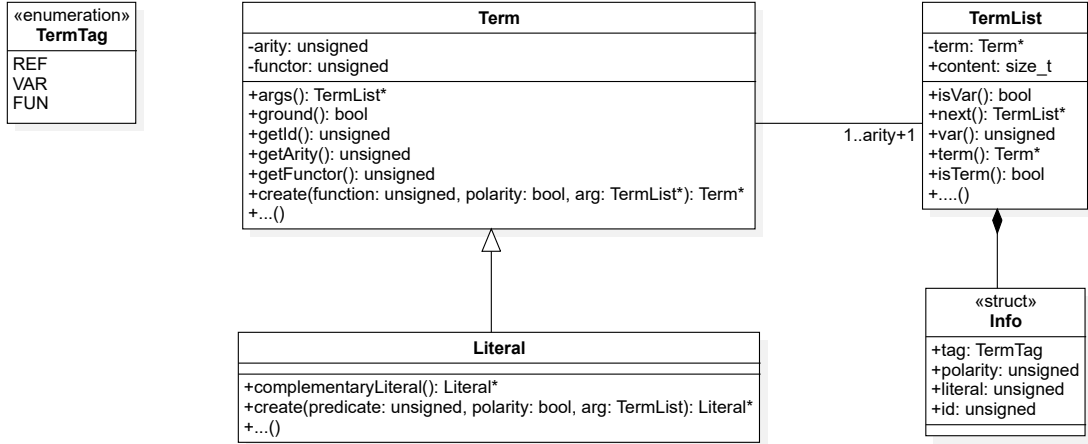 «enumeration»
TermTag
REF
VAR
FUN
Term
-arity: unsigned
-functor: unsigned
+args(): TermList*
+ground(): bool
+getId(): unsigned
+getArity(): unsigned
+getFunctor(): unsigned
+create(function: unsigned, polarity: bool, arg: TermList*): Term*
+...()
1..arity+1
TermList
-term: Term*
+content: size_t
+isVar(): bool
+next(): TermList*
+var(): unsigned
+term(): Term*
+isTerm(): bool
+....()
Literal
+complementaryLiteral(): Literal*
+create(predicate: unsigned, polarity: bool, arg: TermList): Literal*
+...()
«struct»
Info
+tag: TermTag
+polarity: unsigned
+literal: unsigned
+id: unsigned